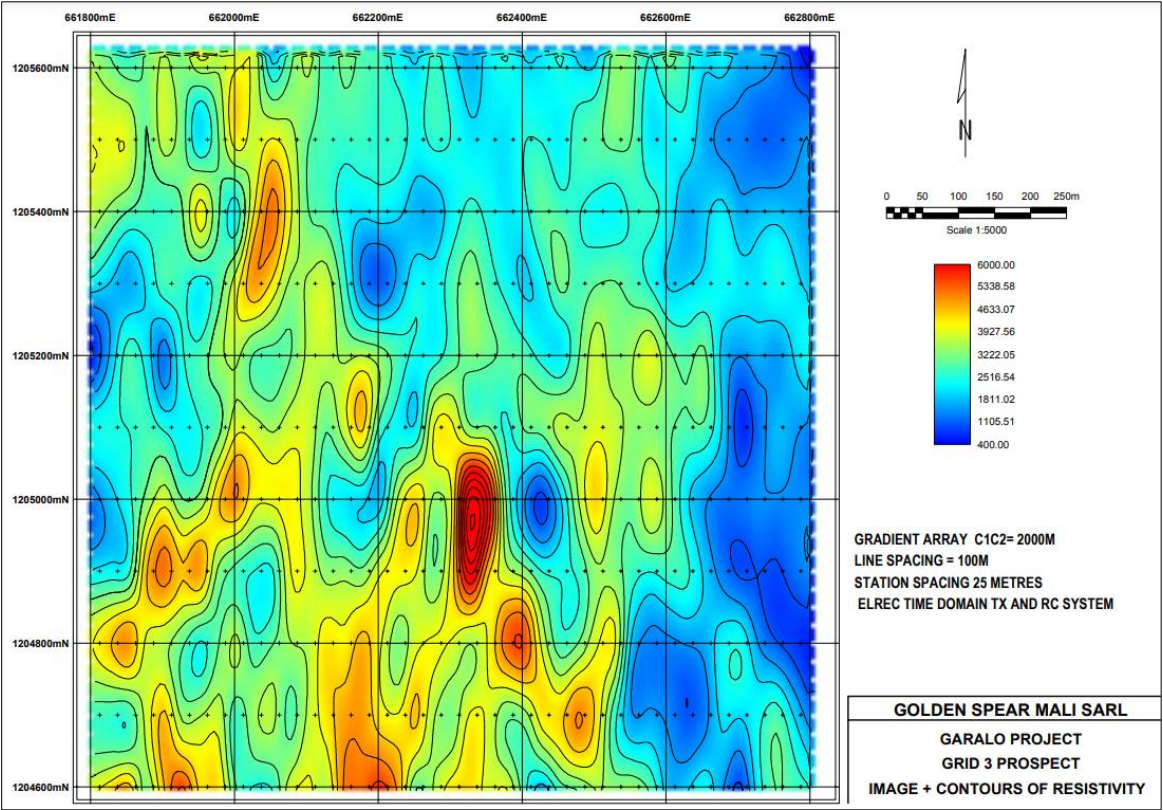 661800mE 662000mE 662200mE 662400mE 662600mE 662800mE
1205600mN
1205400mN
1205200mN
1205000mN
1204800mN
1204600mN
N
0 50 100 150 200 250m
Scale 1:5000
6000.00
5338.58
4633.07
3927.56
3222.05
2516.54
1811.02
1105.51
400.00
GRADIENT ARRAY C1C2= 2000M
LINE SPACING = 100M
STATION SPACING 25 METRES
ELREC TIME DOMAIN TX AND RC SYSTEM
GOLDEN SPEAR MALI SARL
GARALO PROJECT
GRID 3 PROSPECT
IMAGE + CONTOURS OF RESISTIVITY